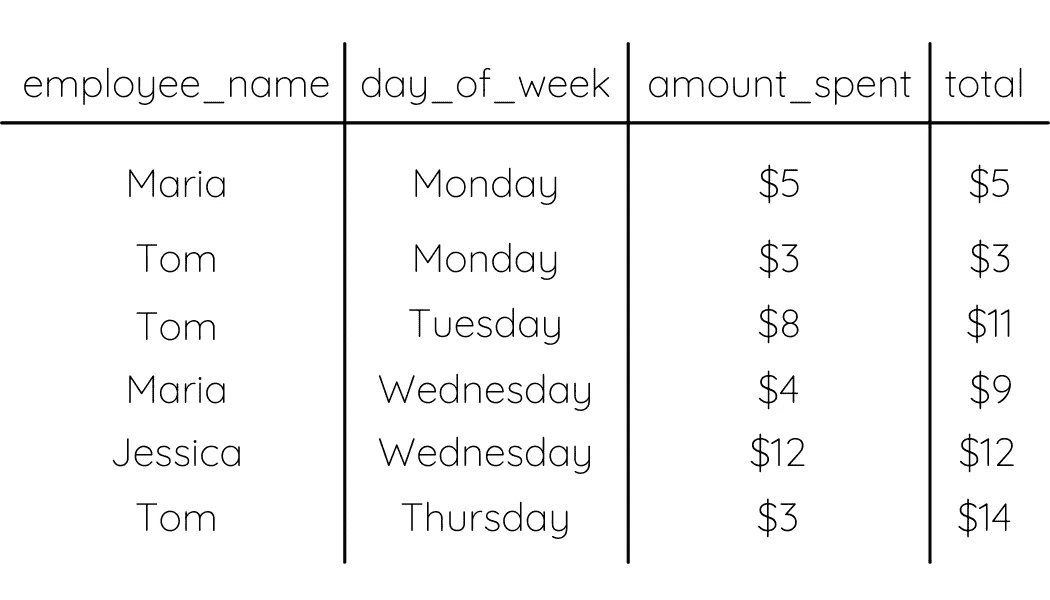 employee_name day_of_week amount_spent total
Maria Monday $5 $5
Tom Monday $3 $3
Tom Tuesday $8 $11
Maria Wednesday $4 $9
Jessica Wednesday $12 $12
Tom Thursday $3 $14